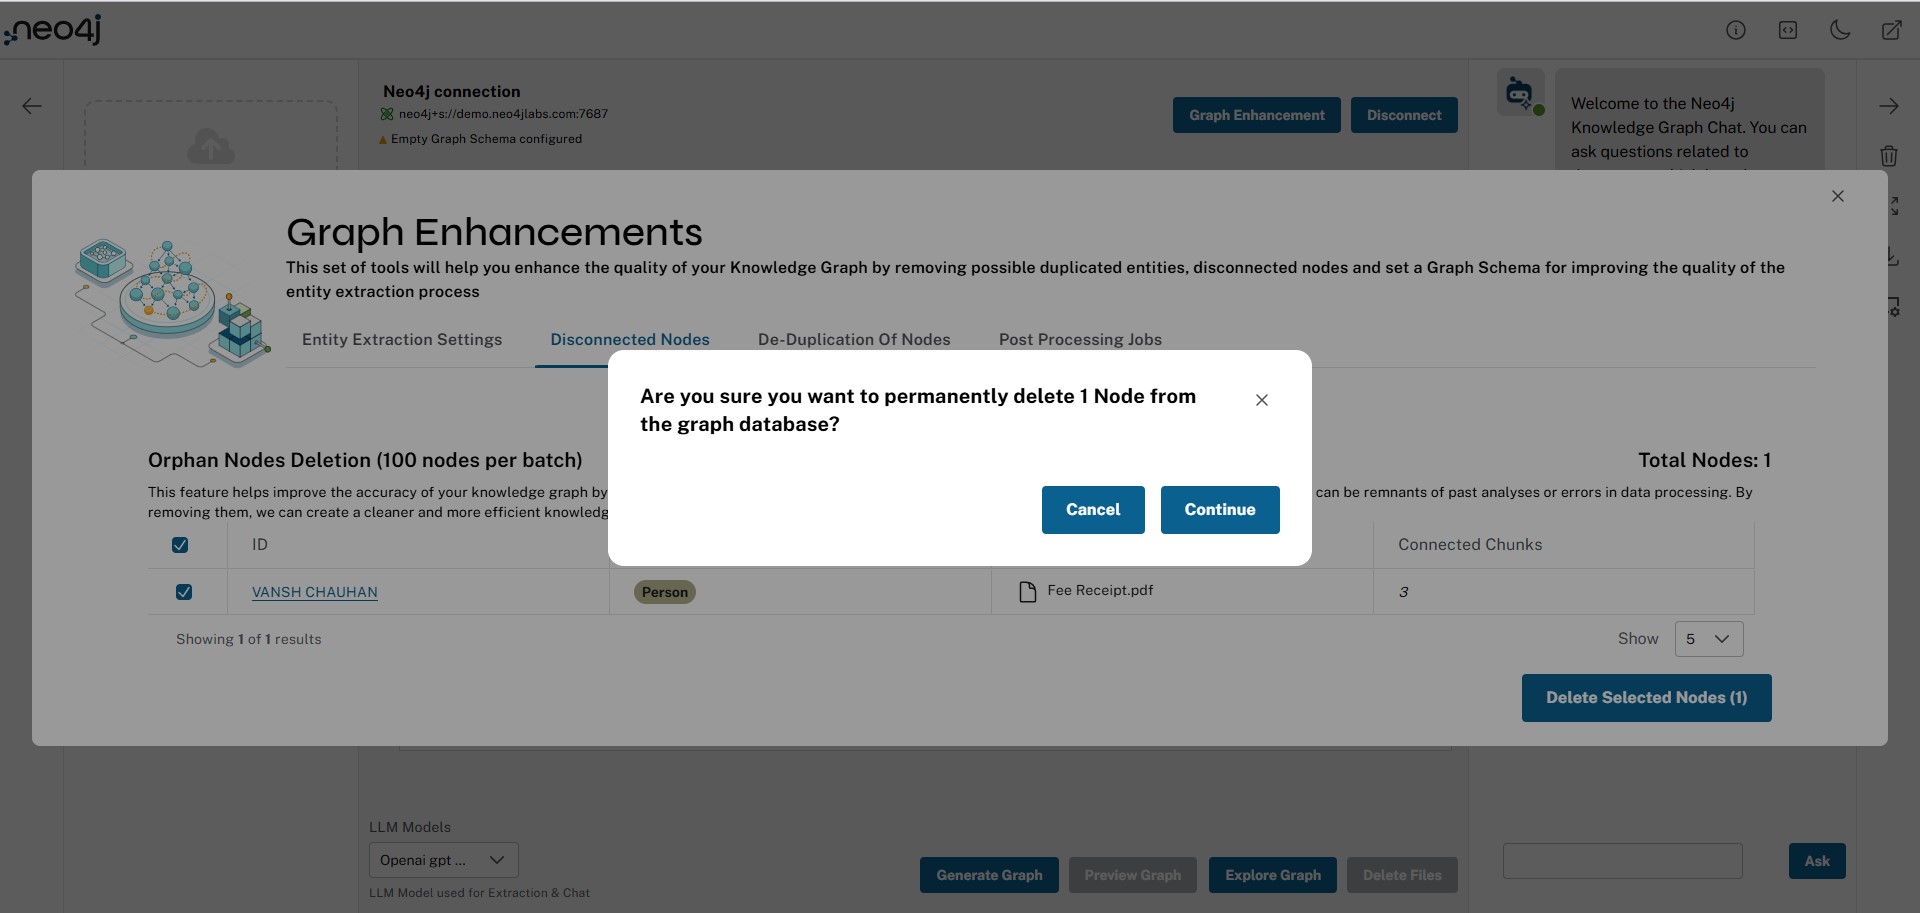 neo4j
Neo4j connection
neo4j+s://demo.neo4jlabs.com:7687
Empty Graph Schema configured
Graph Enhancement
Disconnect
Welcome to the Neo4j
Knowledge Graph Chat. You can
ask questions related to
Graph Enhancements
This set of tools will help you enhance the quality of your Knowledge Graph by removing possible duplicated entities, disconnected nodes and set a Graph Schema for improving the quality of the
entity extraction process
Entity Extraction Settings
Disconnected Nodes
De-Duplication Of Nodes
Post Processing Jobs
Are you sure you want to permanently delete 1 Node from
the graph database?
Cancel
Continue
Orphan Nodes Deletion (100 nodes per batch)
Total Nodes: 1
This feature helps improve the accuracy of your knowledge graph by
can be remnants of past analyses or errors in data processing. By
removing them, we can create a cleaner and more efficient knowledg
ID
Connected Chunks
VANSH CHAUHAN
Person
Fee Receipt.pdf
3
Showing 1 of 1 results
Show
5
Delete Selected Nodes (1)
LLM Models
Openai gpt ...
LLM Model used for Extraction & Chat
Generate Graph
Preview Graph
Explore Graph
Delete Files
Ask